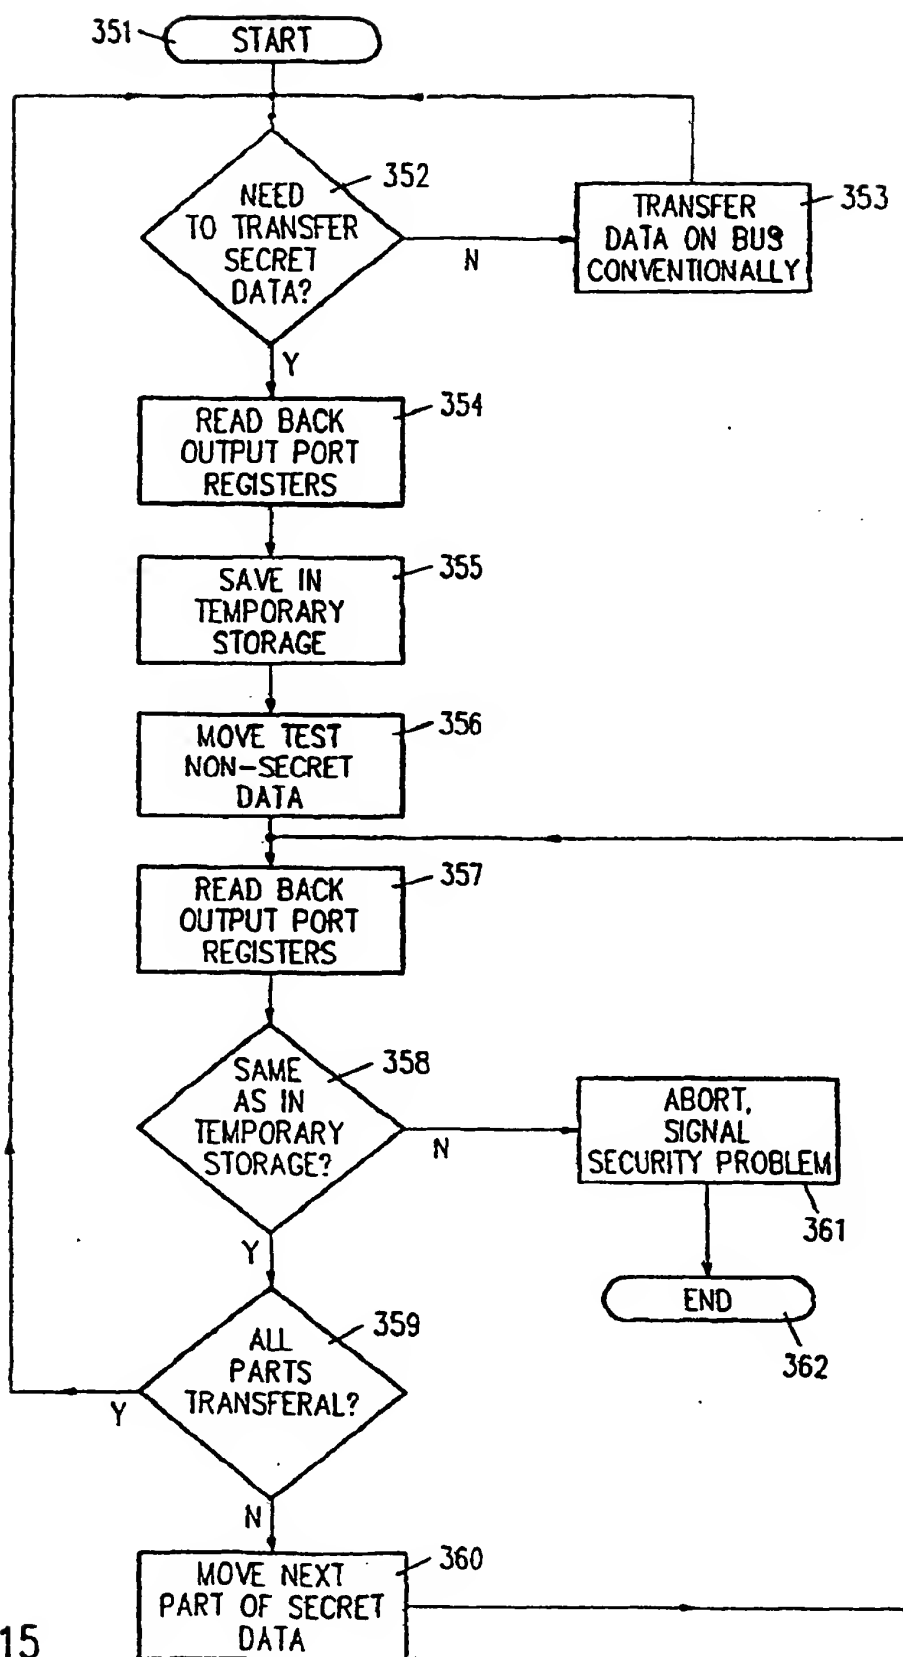 351
START
352
NEED
TO TRANSFER
SECRET
DATA?
N
Y
353
TRANSFER
DATA ON BUS
CONVENTIONALLY
354
READ BACK
OUTPUT PORT
REGISTERS
355
SAVE IN
TEMPORARY
STORAGE
356
MOVE TEST
NON-SECRET
DATA
357
READ BACK
OUTPUT PORT
REGISTERS
358
SAME
AS IN
TEMPORARY
STORAGE?
N
Y
ABORT,
SIGNAL
SECURITY PROBLEM
361
END
362
359
ALL
PARTS
TRANSFERAL?
Y
N
360
MOVE NEXT
PART OF SECRET
DATA
15